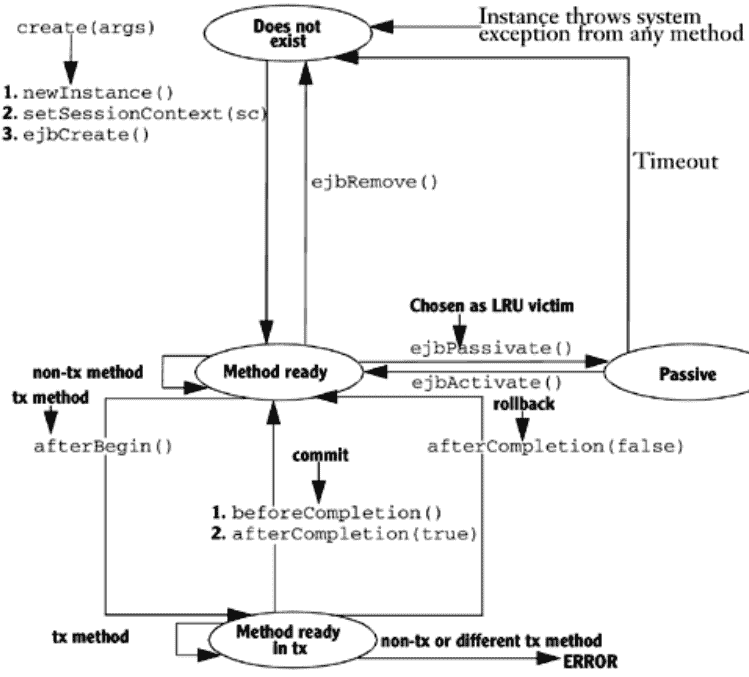 create(args)
Does not
exist
Instance throws system
exception from any method
1. newInstance()
2. setSessionContext(sc)
3. ejbCreate()
Timeout
ejbRemove()
Chosen as LRU victim
ejbPassivate()
non-tx method
Method ready
Passive
ejbActivate()
tx method
rollback
afterBegin()
afterCompletion(false)
commit
1. beforeCompletion()
2. afterCompletion(true)
tx method
Method ready
in tx
non-tx or different tx method
ERROR